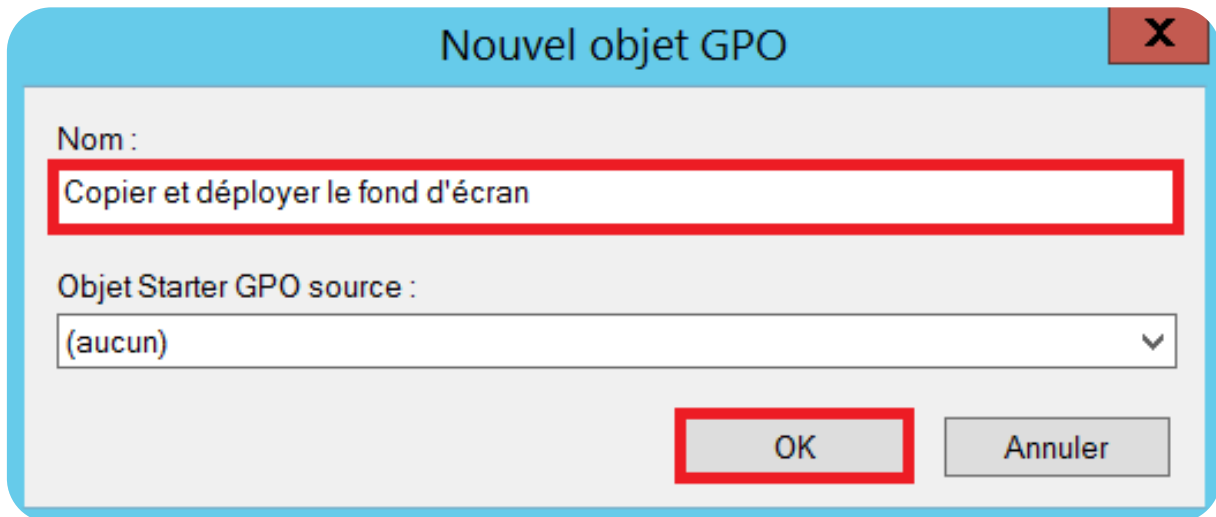 Nouvel objet GPO
X
Nom :
Copier et déployer le fond d'écran
Objet Starter GPO source :
(aucun)
OK
Annuler